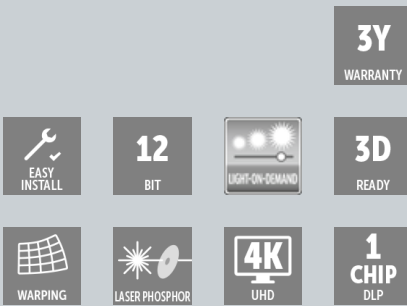 3Y
WARRANTY
EASY
INSTALL
12
BIT
LIGHT-ON-DEMAND
3D
READY
WARPING
LASER PHOSPHOR
4K
UHD
1
CHIP
DLP